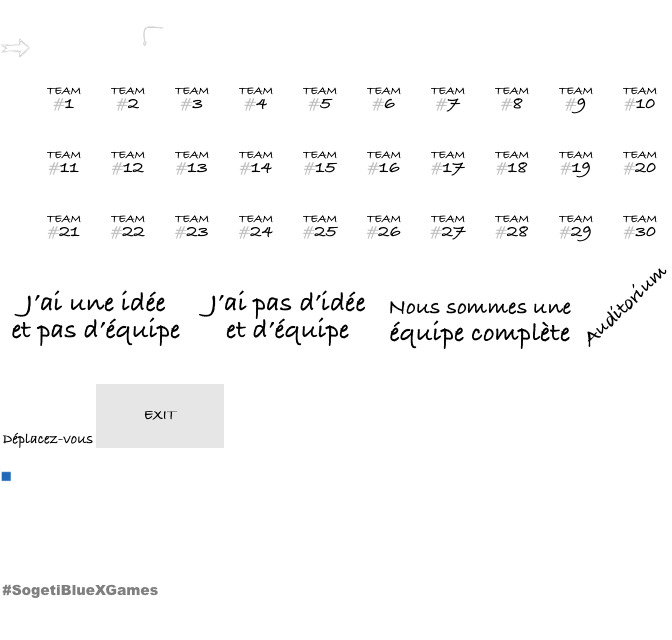 TEAM TEAM TEAM TEAM TEAM TEAM TEAM TEAM TEAM TEAM
#1 #2 #3 #4 #5 #6 #7 #8 #9 #10
TEAM TEAM TEAM TEAM TEAM TEAM TEAM TEAM TEAM TEAM
#11 #12 #13 #14 #15 #16 #17 #18 #19 #20
TEAM TEAM TEAM TEAM TEAM TEAM TEAM TEAM TEAM TEAM
#21 #22 #23 #24 #25 #26 #27 #28 #29 #30
J'ai une idée
et pas d'équipe
J'ai pas d'idée
et d'équipe
Nous sommes une
équipe complète
Auditorium
EXIT
Déplacez-vous
#SogetiBlueXGames